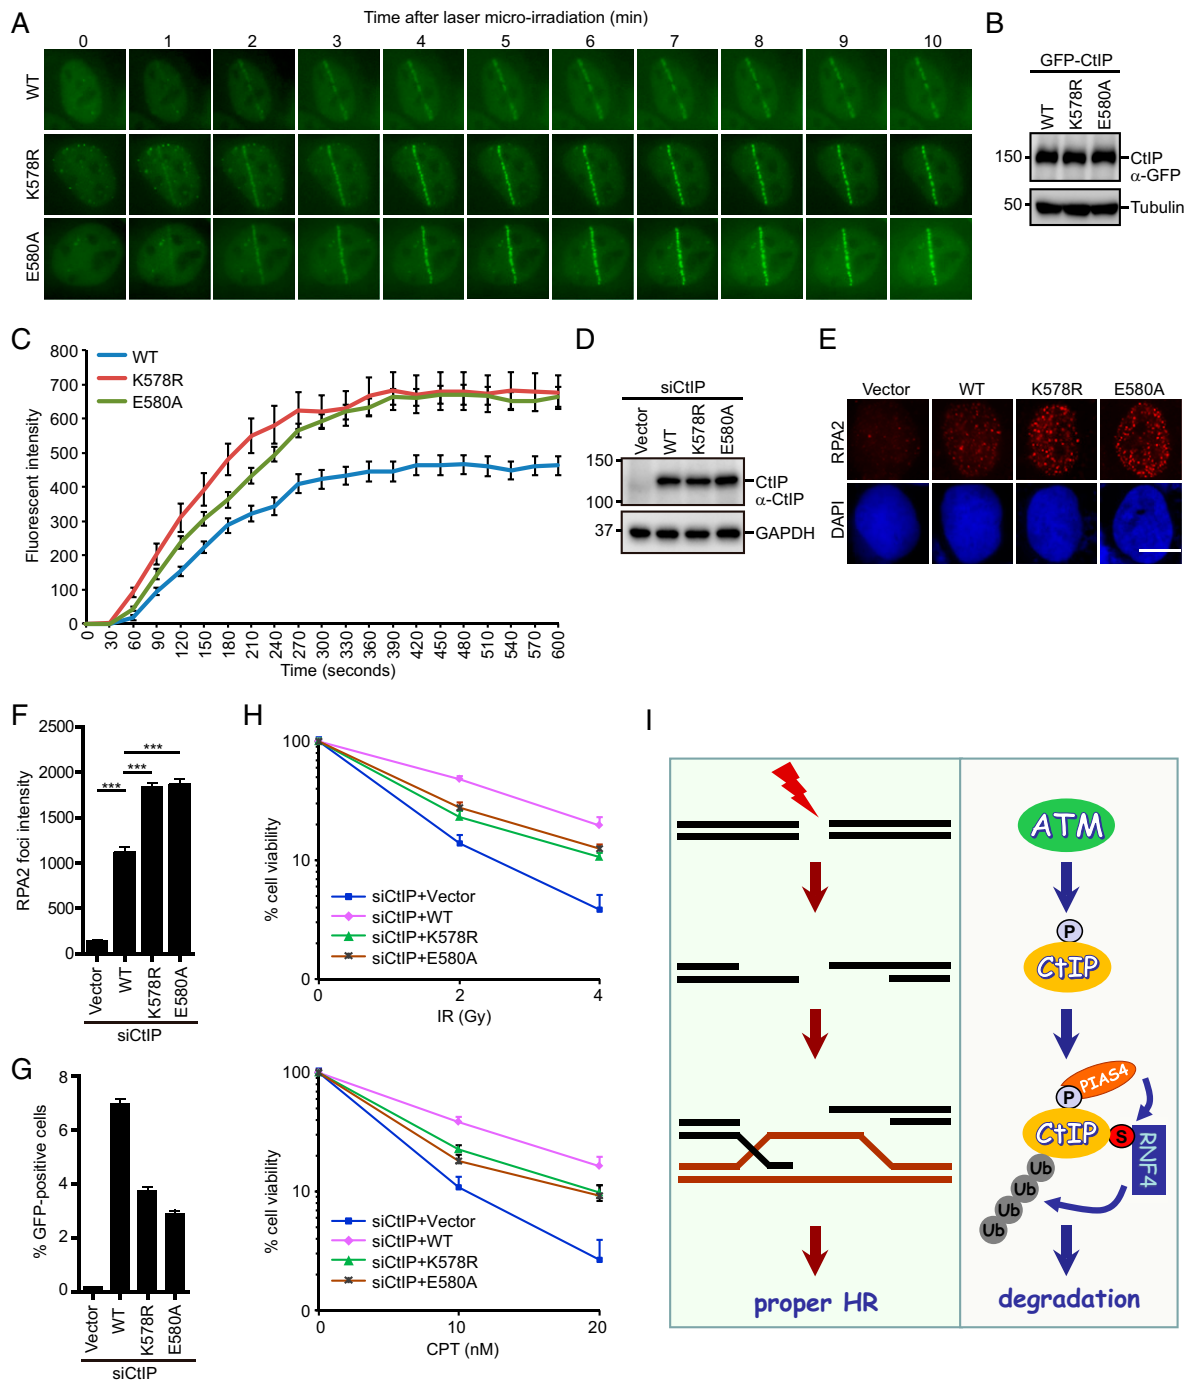 A
Time after laser micro-irradiation (min)
0 1 2 3 4 5 6 7 8 9 10
WT
K578R
E580A
B
GFP-CtIP
WT K578R E580A
150
CtIP
α-GFP
50
Tubulin
C
Fluorescent intensity
800
700
600
500
400
300
200
100
0
WT
K578R
E580A
0 30 60 90 120 150 180 210 240 270 300 330 360 390 420 450 480 510 540 570 600
Time (seconds)
D
siCtIP
Vector WT K578R E580A
150
CtIP
α-CtIP
100
37
GAPDH
E
Vector WT K578R E580A
RPA2
DAPI
F
RPA2 foci intensity
2500
2000
1500
1000
500
0
***
***
***
Vector WT K578R E580A
siCtIP
G
% GFP-positive cells
8
6
4
2
0
Vector WT K578R E580A
siCtIP
H
% cell viability
100
10
0
siCtIP+Vector
siCtIP+WT
siCtIP+K578R
siCtIP+E580A
0 2 4
IR (Gy)
% cell viability
100
10
0
siCtIP+Vector
siCtIP+WT
siCtIP+K578R
siCtIP+E580A
0 10 20
CPT (nM)
I
proper HR
ATM
P
CtIP
PIAS4
P
CtIP
S
RNF4
Ub
Ub
Ub
Ub
degradation